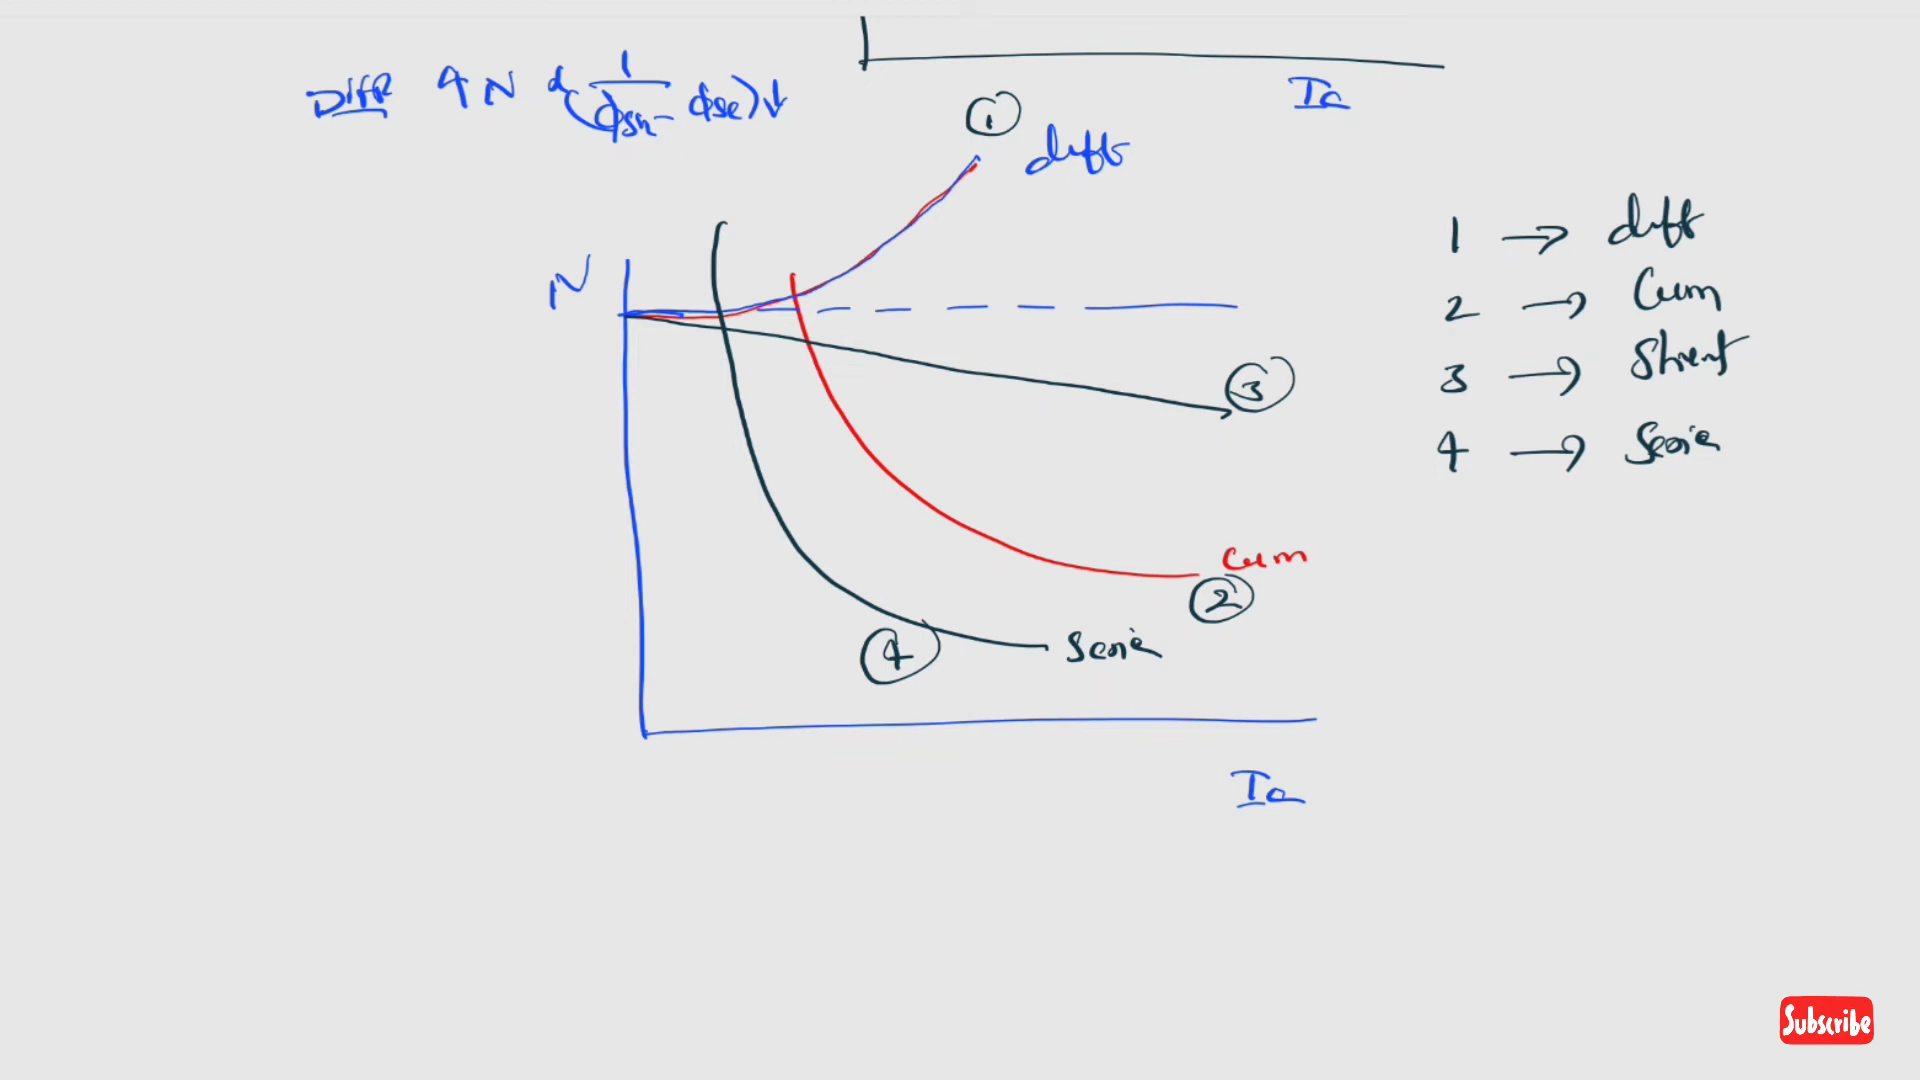 Diff ↑ N α (1 / φsh - φse) ↓
Ia
①
diff
N
1 → diff
2 → Cum
3 → Shunt
4 → Serie
③
Cum
②
④
Serie
Ia
Subscribe